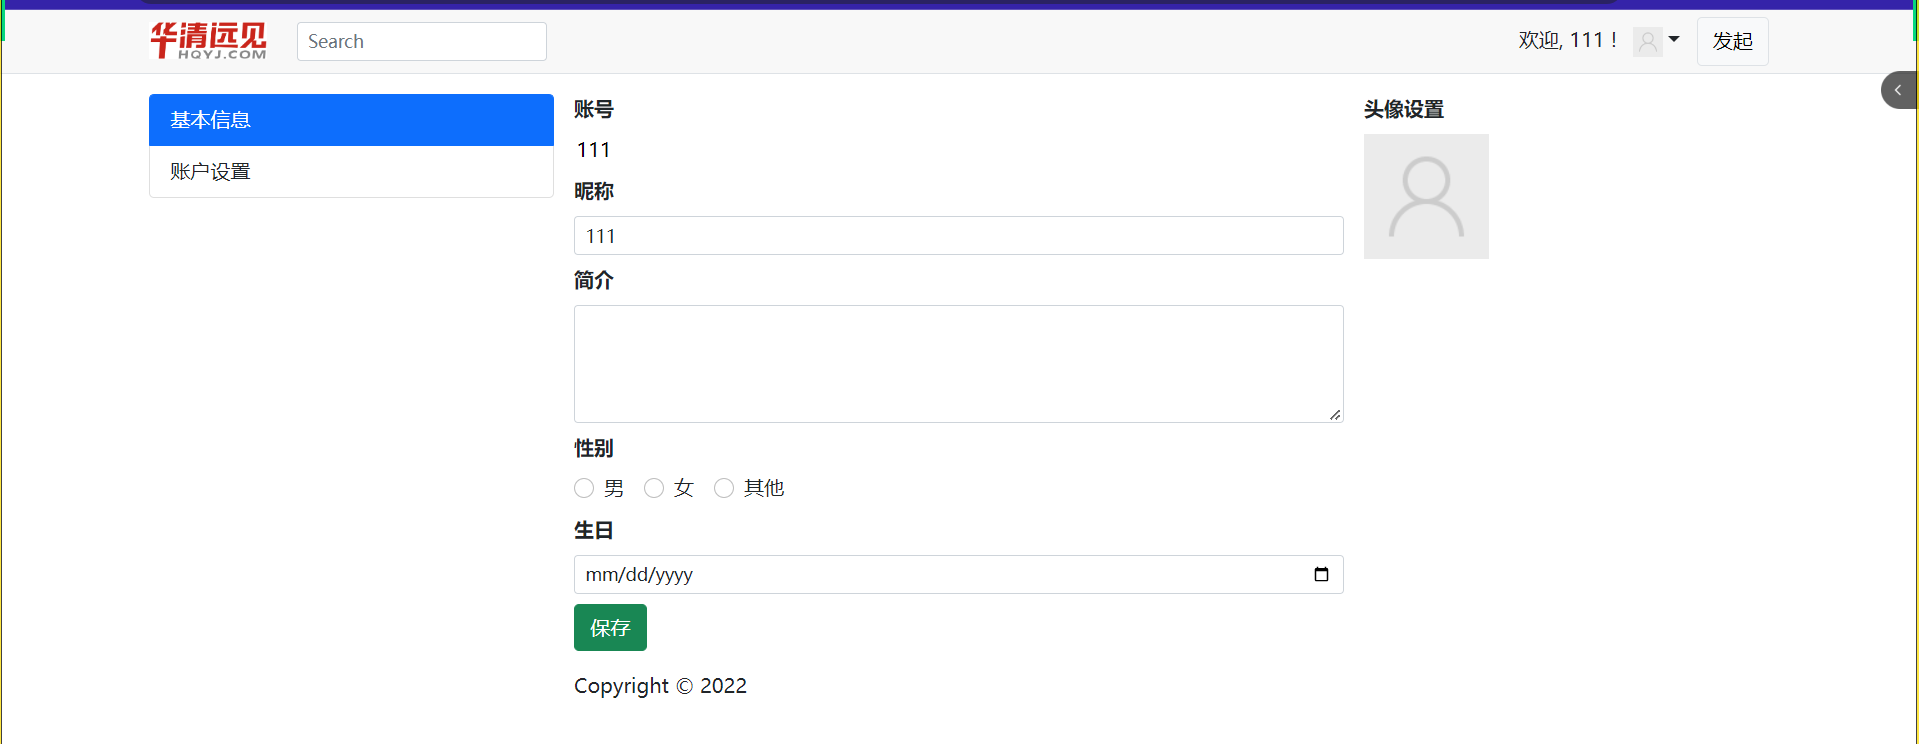 华清远见
HQYJ.COM
Search
欢迎, 111！
发起
基本信息
账户设置
账号
111
昵称
111
简介
性别
男 女 其他
生日
mm/dd/yyyy
保存
Copyright © 2022
头像设置